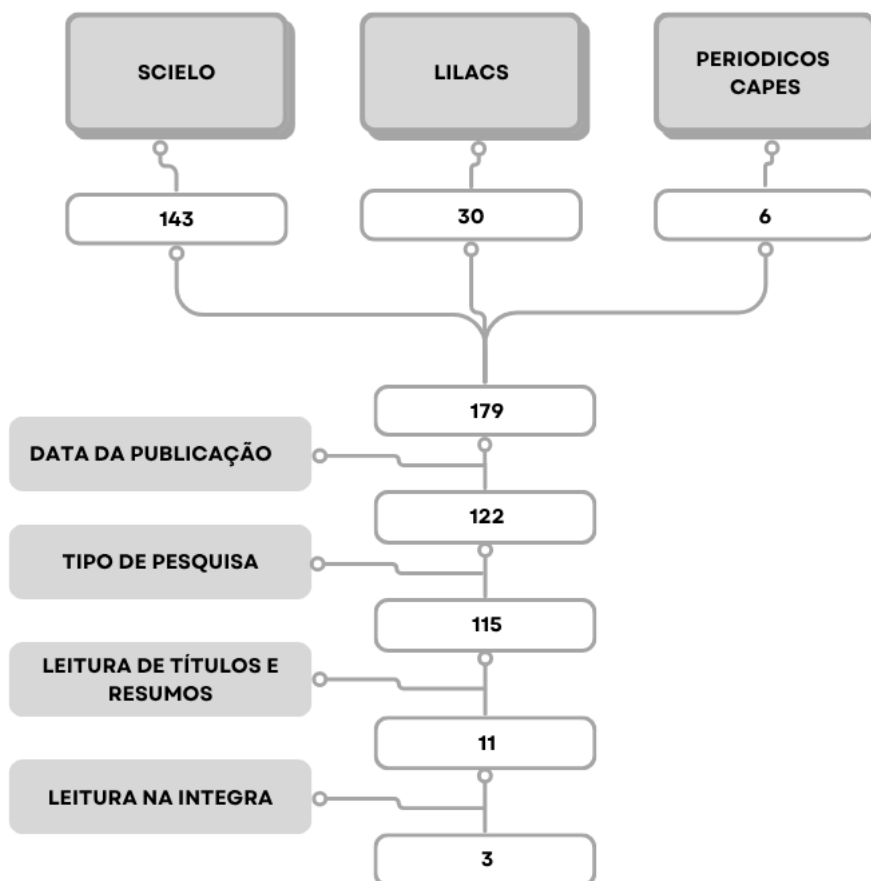 SCIELO
LILACS
PERIODICOS
CAPES
143
30
6
179
DATA DA PUBLICAÇÃO
122
TIPO DE PESQUISA
115
LEITURA DE TÍTULOS E
RESUMOS
11
LEITURA NA INTEGRA
3